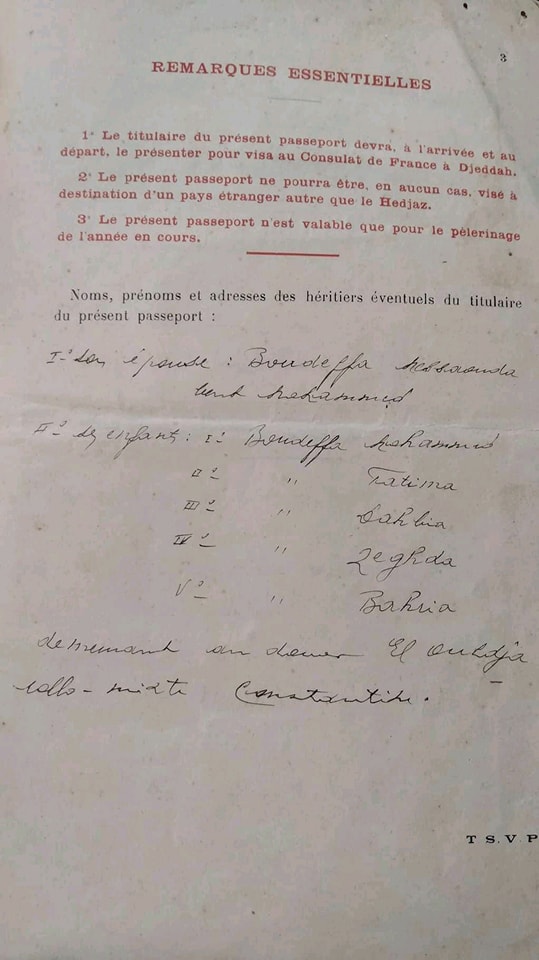 3
REMARQUES ESSENTIELLES
1° Le titulaire du présent passeport devra, à l'arrivée et au
départ, le présenter pour visa au Consulat de France à Djeddah.
2° Le présent passeport ne pourra être, en aucun cas, visé à
destination d'un pays étranger autre que le Hedjaz.
3° Le présent passeport n'est valable que pour le pèlerinage
de l'année en cours.
Noms, prénoms et adresses des héritiers éventuels du titulaire
du présent passeport :
I° Son épouse : Boudeffa Messaouda
bent Mohammed
II° Ses enfants : I° Boudeffa Mohammed
II° " Fatima
III° " Dahbia
IV° " Zeghda
V° " Bahria
demeurant au douar El Ouldja
Collo-mixte Constantine.
T S.V.P